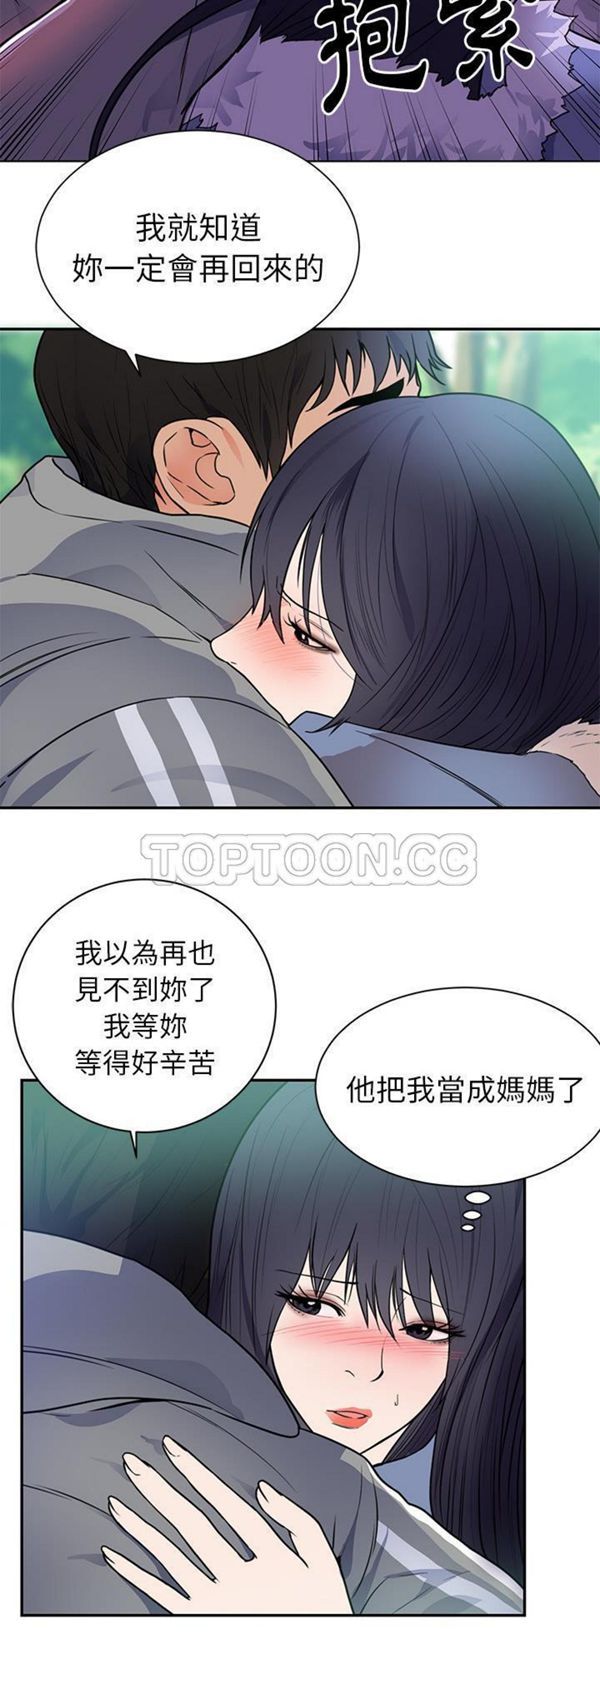 抱緊
我就知道
妳一定會再回來的
TOPTOON.CC
我以為再也
見不到妳了
我等妳
等得好辛苦
他把我當成媽媽了